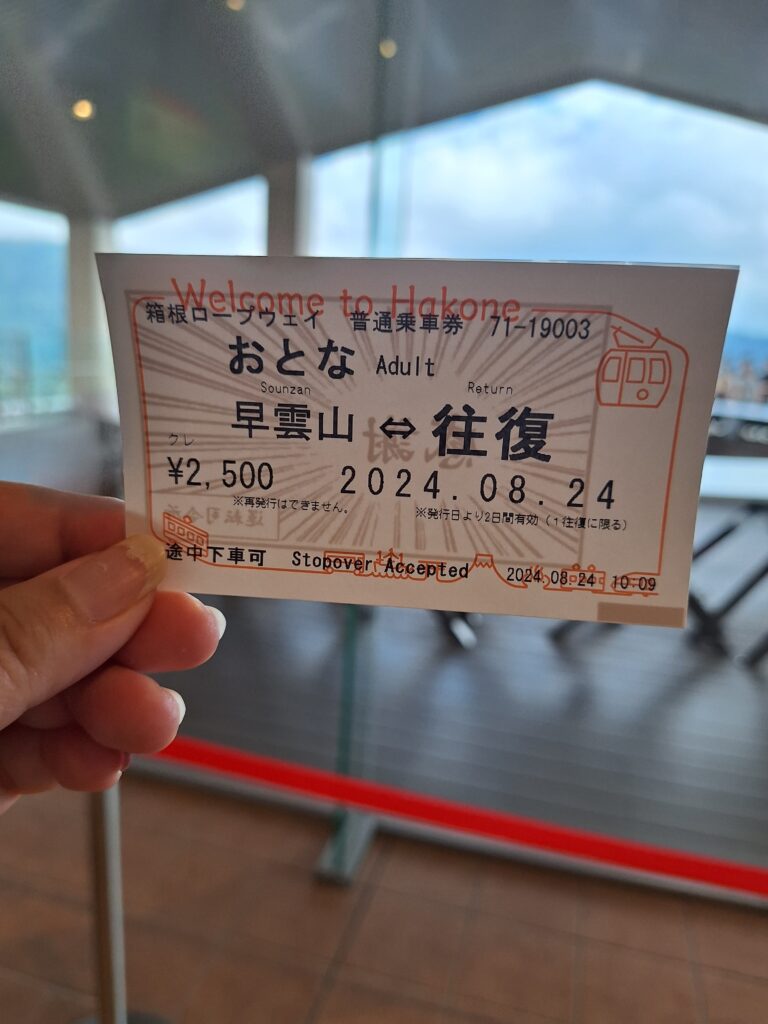 Welcome to Hakone
箱根ロープウェイ 普通乗車券 71-19003
おとな Adult
Sounzan Return
早雲山 ⇔ 往復
クレ
¥2,500 2024.08.24
※再発行はできません。 ※発行日より2日間有効(1往復に限る)
途中下車可 Stopover Accepted 2024.08.24 10:09